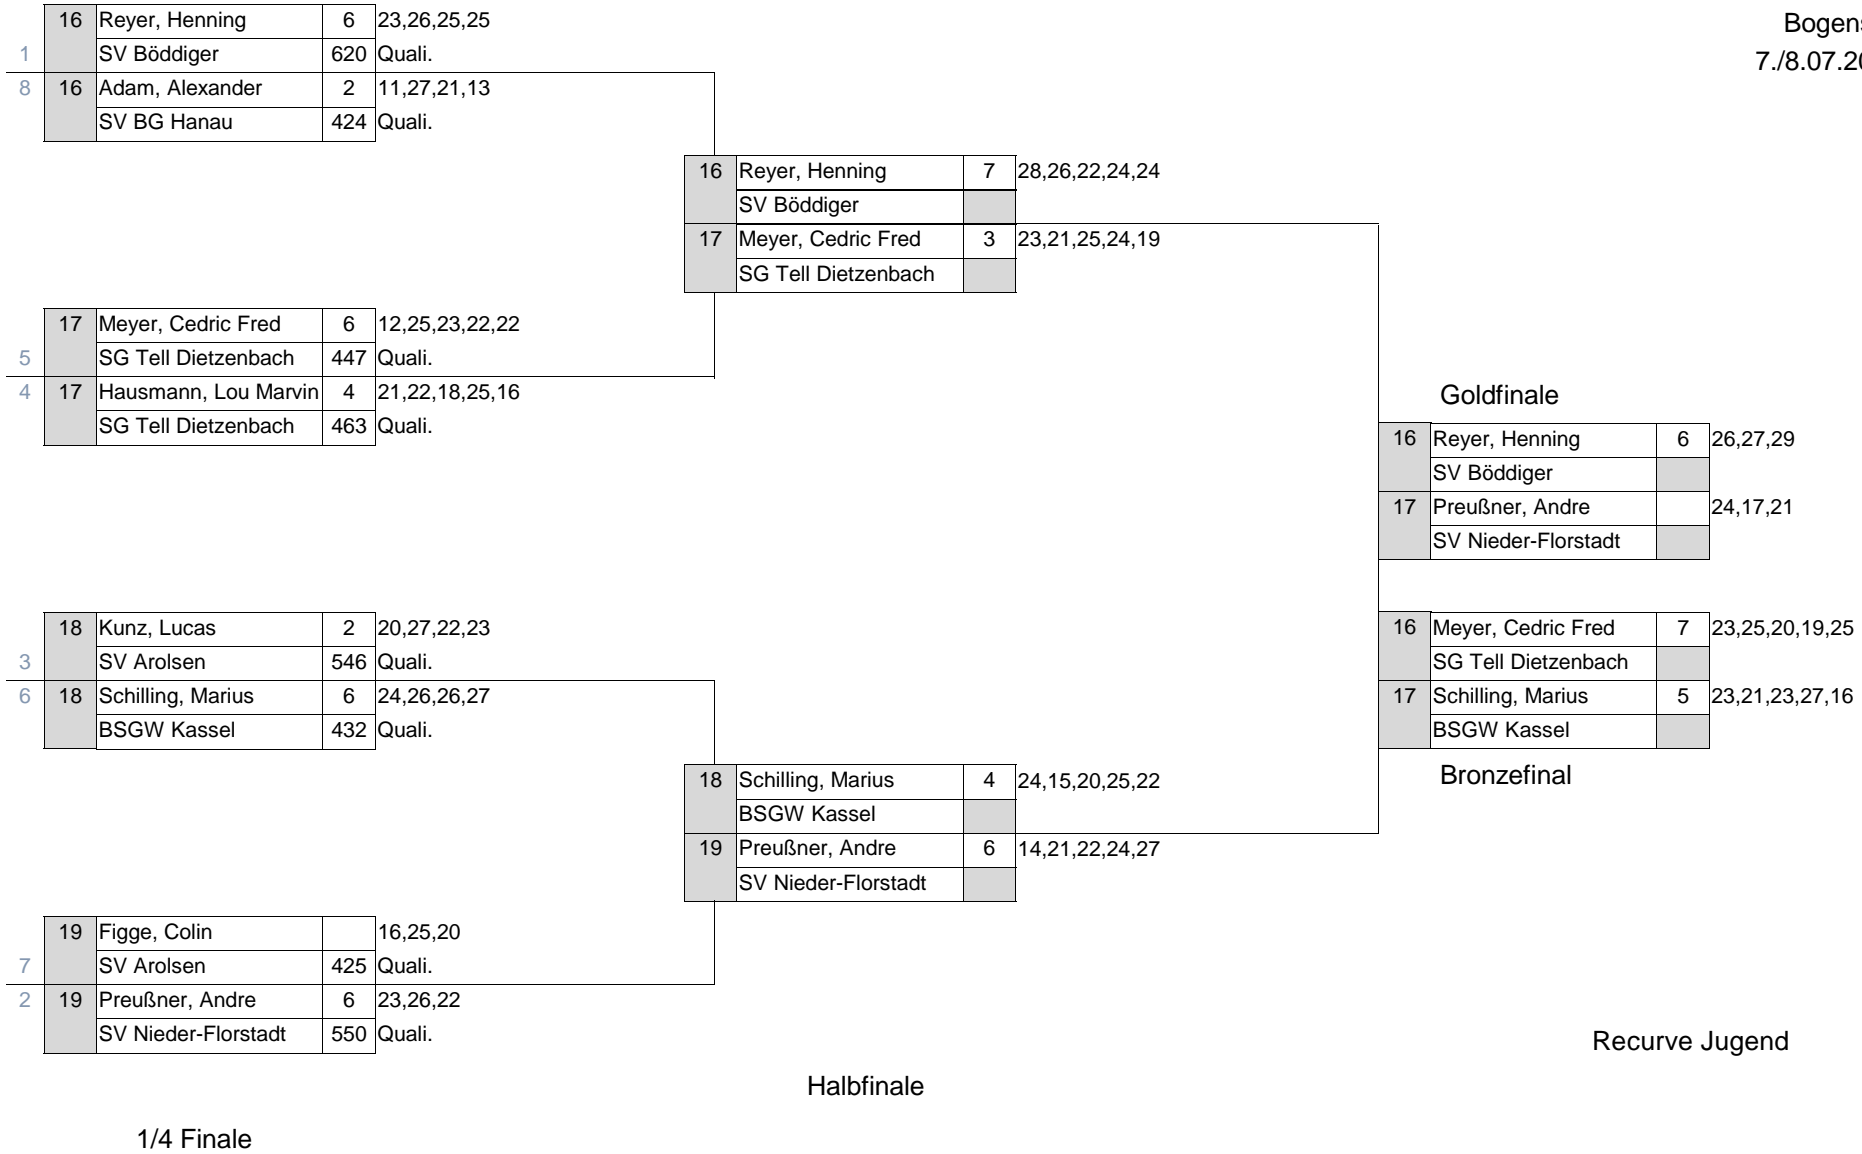 16 Reyer, Henning 6 23,26,25,25
1 SV Böddiger 620 Quali.
8 16 Adam, Alexander 2 11,27,21,13
SV BG Hanau 424 Quali.
Bogens
7./8.07.20
16 Reyer, Henning 7 28,26,22,24,24
SV Böddiger
17 Meyer, Cedric Fred 3 23,21,25,24,19
SG Tell Dietzenbach
17 Meyer, Cedric Fred 6 12,25,23,22,22
5 SG Tell Dietzenbach 447 Quali.
4 17 Hausmann, Lou Marvin 4 21,22,18,25,16
SG Tell Dietzenbach 463 Quali.
Goldfinale
16 Reyer, Henning 6 26,27,29
SV Böddiger
17 Preußner, Andre 24,17,21
SV Nieder-Florstadt
18 Kunz, Lucas 2 20,27,22,23
3 SV Arolsen 546 Quali.
6 18 Schilling, Marius 6 24,26,26,27
BSGW Kassel 432 Quali.
16 Meyer, Cedric Fred 7 23,25,20,19,25
SG Tell Dietzenbach
17 Schilling, Marius 5 23,21,23,27,16
BSGW Kassel
Bronzefinal
18 Schilling, Marius 4 24,15,20,25,22
BSGW Kassel
19 Preußner, Andre 6 14,21,22,24,27
SV Nieder-Florstadt
19 Figge, Colin 16,25,20
7 SV Arolsen 425 Quali.
2 19 Preußner, Andre 6 23,26,22
SV Nieder-Florstadt 550 Quali.
Recurve Jugend
Halbfinale
1/4 Finale